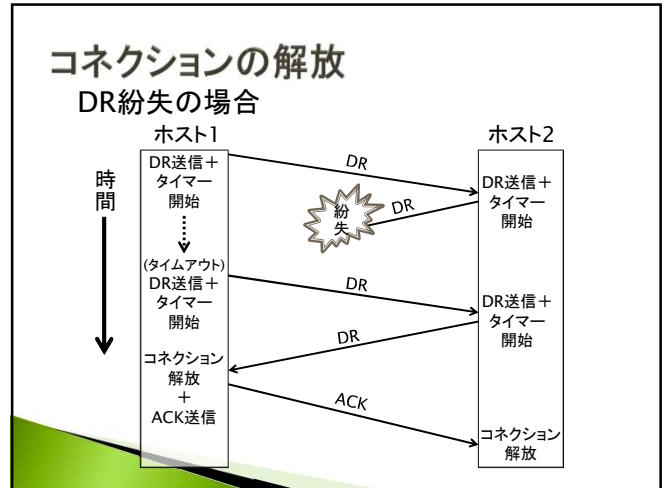 コネクションの解放
DR紛失の場合
ホスト1
ホスト2
時
間
DR送信＋
タイマー
開始
(タイムアウト)
DR送信＋
タイマー
開始
コネクション
解放
＋
ACK送信
DR
DR
紛
失
DR
DR
ACK
DR送信＋
タイマー
開始
DR送信＋
タイマー
開始
コネクション
解放